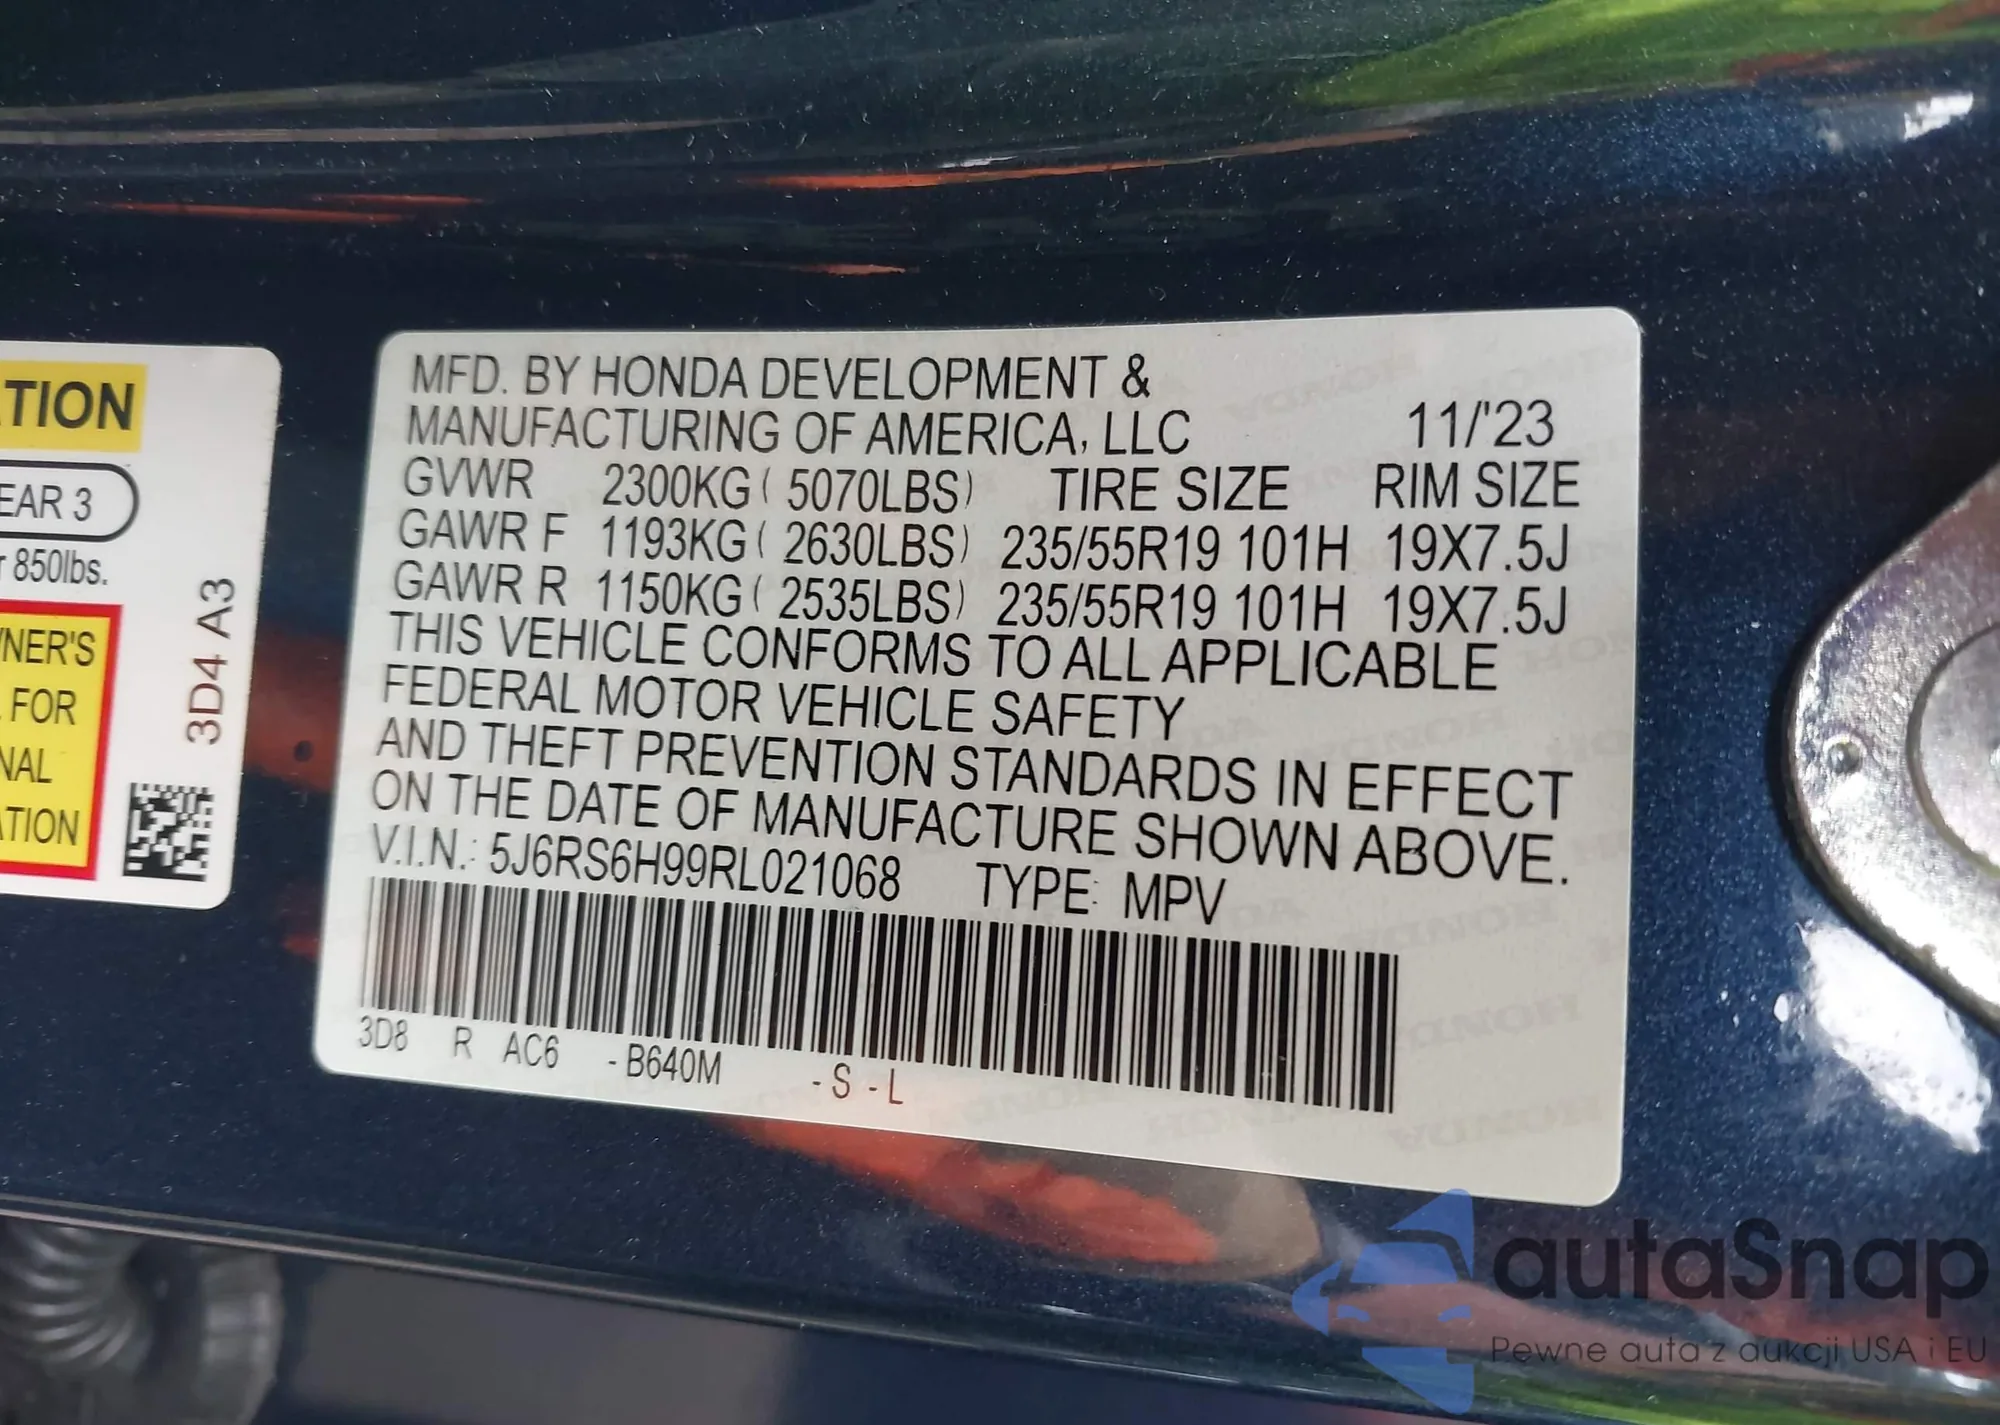 ATION
EAR 3
r 850lbs.
3D4 A3
WNER'S
FOR
NAL
ATION
MFD. BY HONDA DEVELOPMENT &
MANUFACTURING OF AMERICA, LLC 11/'23
GVWR 2300KG ( 5070LBS) TIRE SIZE RIM SIZE
GAWR F 1193KG ( 2630LBS) 235/55R19 101H 19X7.5J
GAWR R 1150KG ( 2535LBS) 235/55R19 101H 19X7.5J
THIS VEHICLE CONFORMS TO ALL APPLICABLE
FEDERAL MOTOR VEHICLE SAFETY
AND THEFT PREVENTION STANDARDS IN EFFECT
ON THE DATE OF MANUFACTURE SHOWN ABOVE.
V.I.N.: 5J6RS6H99RL021068 TYPE: MPV
3D8 R AC6 -B640M -S -L
autaSnap
Pewne auta z aukcji USA i EU